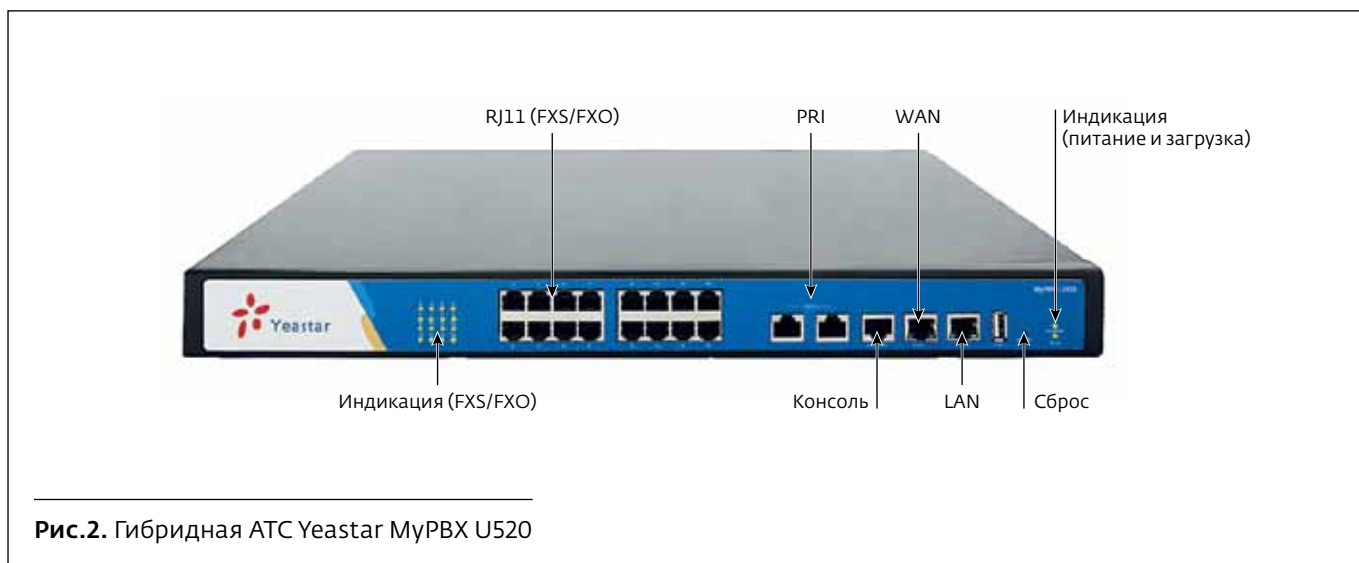 RJ11 (FXS/FXO)
PRI
WAN
Индикация
(питание и загрузка)
Yeastar
Индикация (FXS/FXO)
Консоль
LAN
Сброс
Рис.2. Гибридная АТС Yeastar MyPBX U520